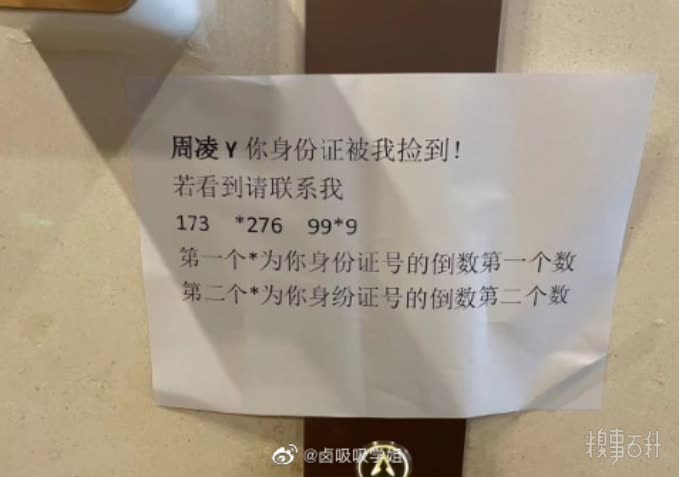 周凌Y 你身份证被我捡到！
若看到请联系我
173 *276 99*9
第一个*为你身份证号的倒数第一个数
第二个*为你身纷证号的倒数第二个数
@卤吸吸学姐
糗事百科